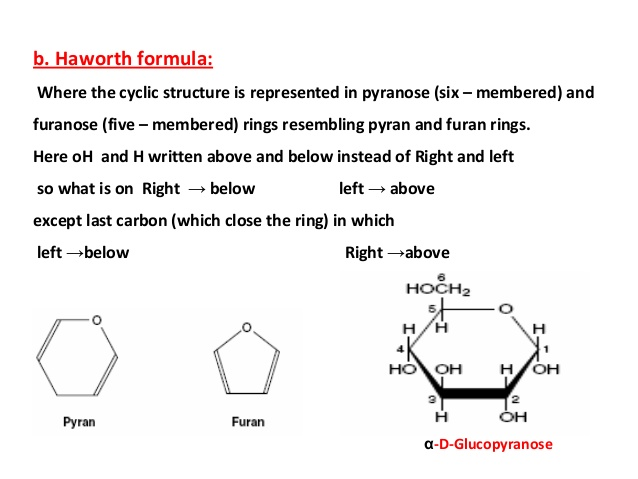 b. Haworth formula:
Where the cyclic structure is represented in pyranose (six – membered) and
furanose (five – membered) rings resembling pyran and furan rings.
Here oH and H written above and below instead of Right and left
so what is on Right → below left → above
except last carbon (which close the ring) in which
left →below Right →above
O
Pyran
O
Furan
6
HOCH2
5 O
H H H
4 1
HO OH H OH
3 2
H OH
α-D-Glucopyranose